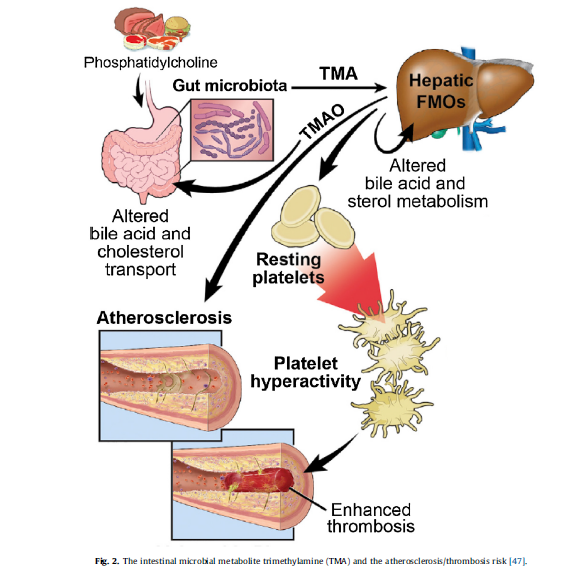 Phosphatidylcholine
Gut microbiota
TMA
Hepatic
FMOs
TMAO
Altered
bile acid and
sterol metabolism
Altered
bile acid and
cholesterol
transport
Resting
platelets
Atherosclerosis
Platelet
hyperactivity
Enhanced
thrombosis
Fig. 2. The intestinal microbial metabolite trimethylamine (TMA) and the atherosclerosis/thrombosis risk [47].